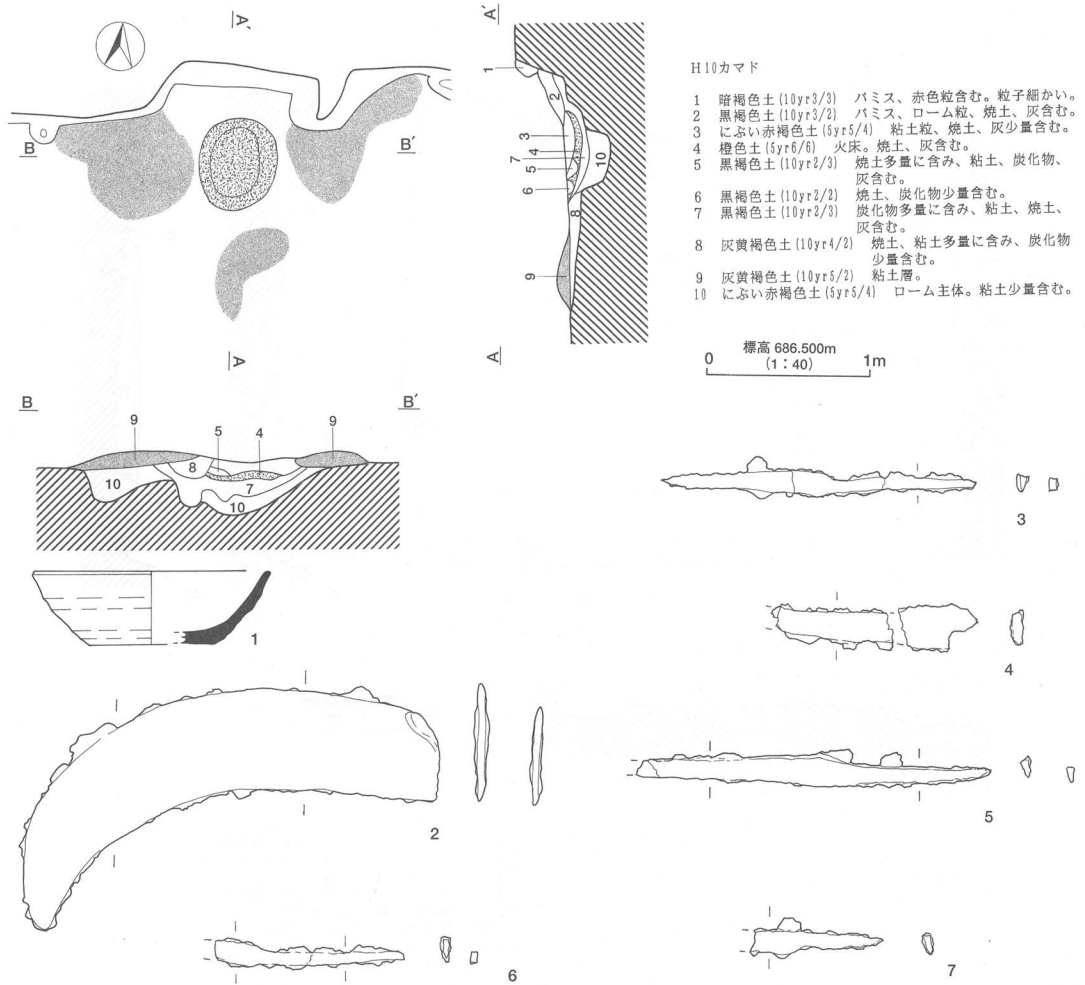 A'
B
B'
A
A'
1
2
3
4
7
5
6
10
8
9
A
H10カマド
1 暗褐色土(10yr3/3) パミス、赤色粒含む。粒子細かい。
2 黒褐色土(10yr3/2) パミス、ローム粒、焼土、灰含む。
3 にぶい赤褐色土(5yr5/4) 粘土粒、焼土、灰少量含む。
4 橙色土(5yr6/6) 火床。焼土、灰含む。
5 黒褐色土(10yr2/3) 焼土多量に含み、粘土、炭化物、
灰含む。
6 黒褐色土(10yr2/2) 焼土、炭化物少量含む。
7 黒褐色土(10yr2/3) 炭化物多量に含み、粘土、焼土、
灰含む。
8 灰黄褐色土(10yr4/2) 焼土、粘土多量に含み、炭化物
少量含む。
9 灰黄褐色土(10yr5/2) 粘土層。
10 にぶい赤褐色土(5yr5/4) ローム主体。粘土少量含む。
標高 686.500m
0 (1:40) 1m
B
B'
9 5 4 9
8
10 7
10
1
2
3
4
5
6
7